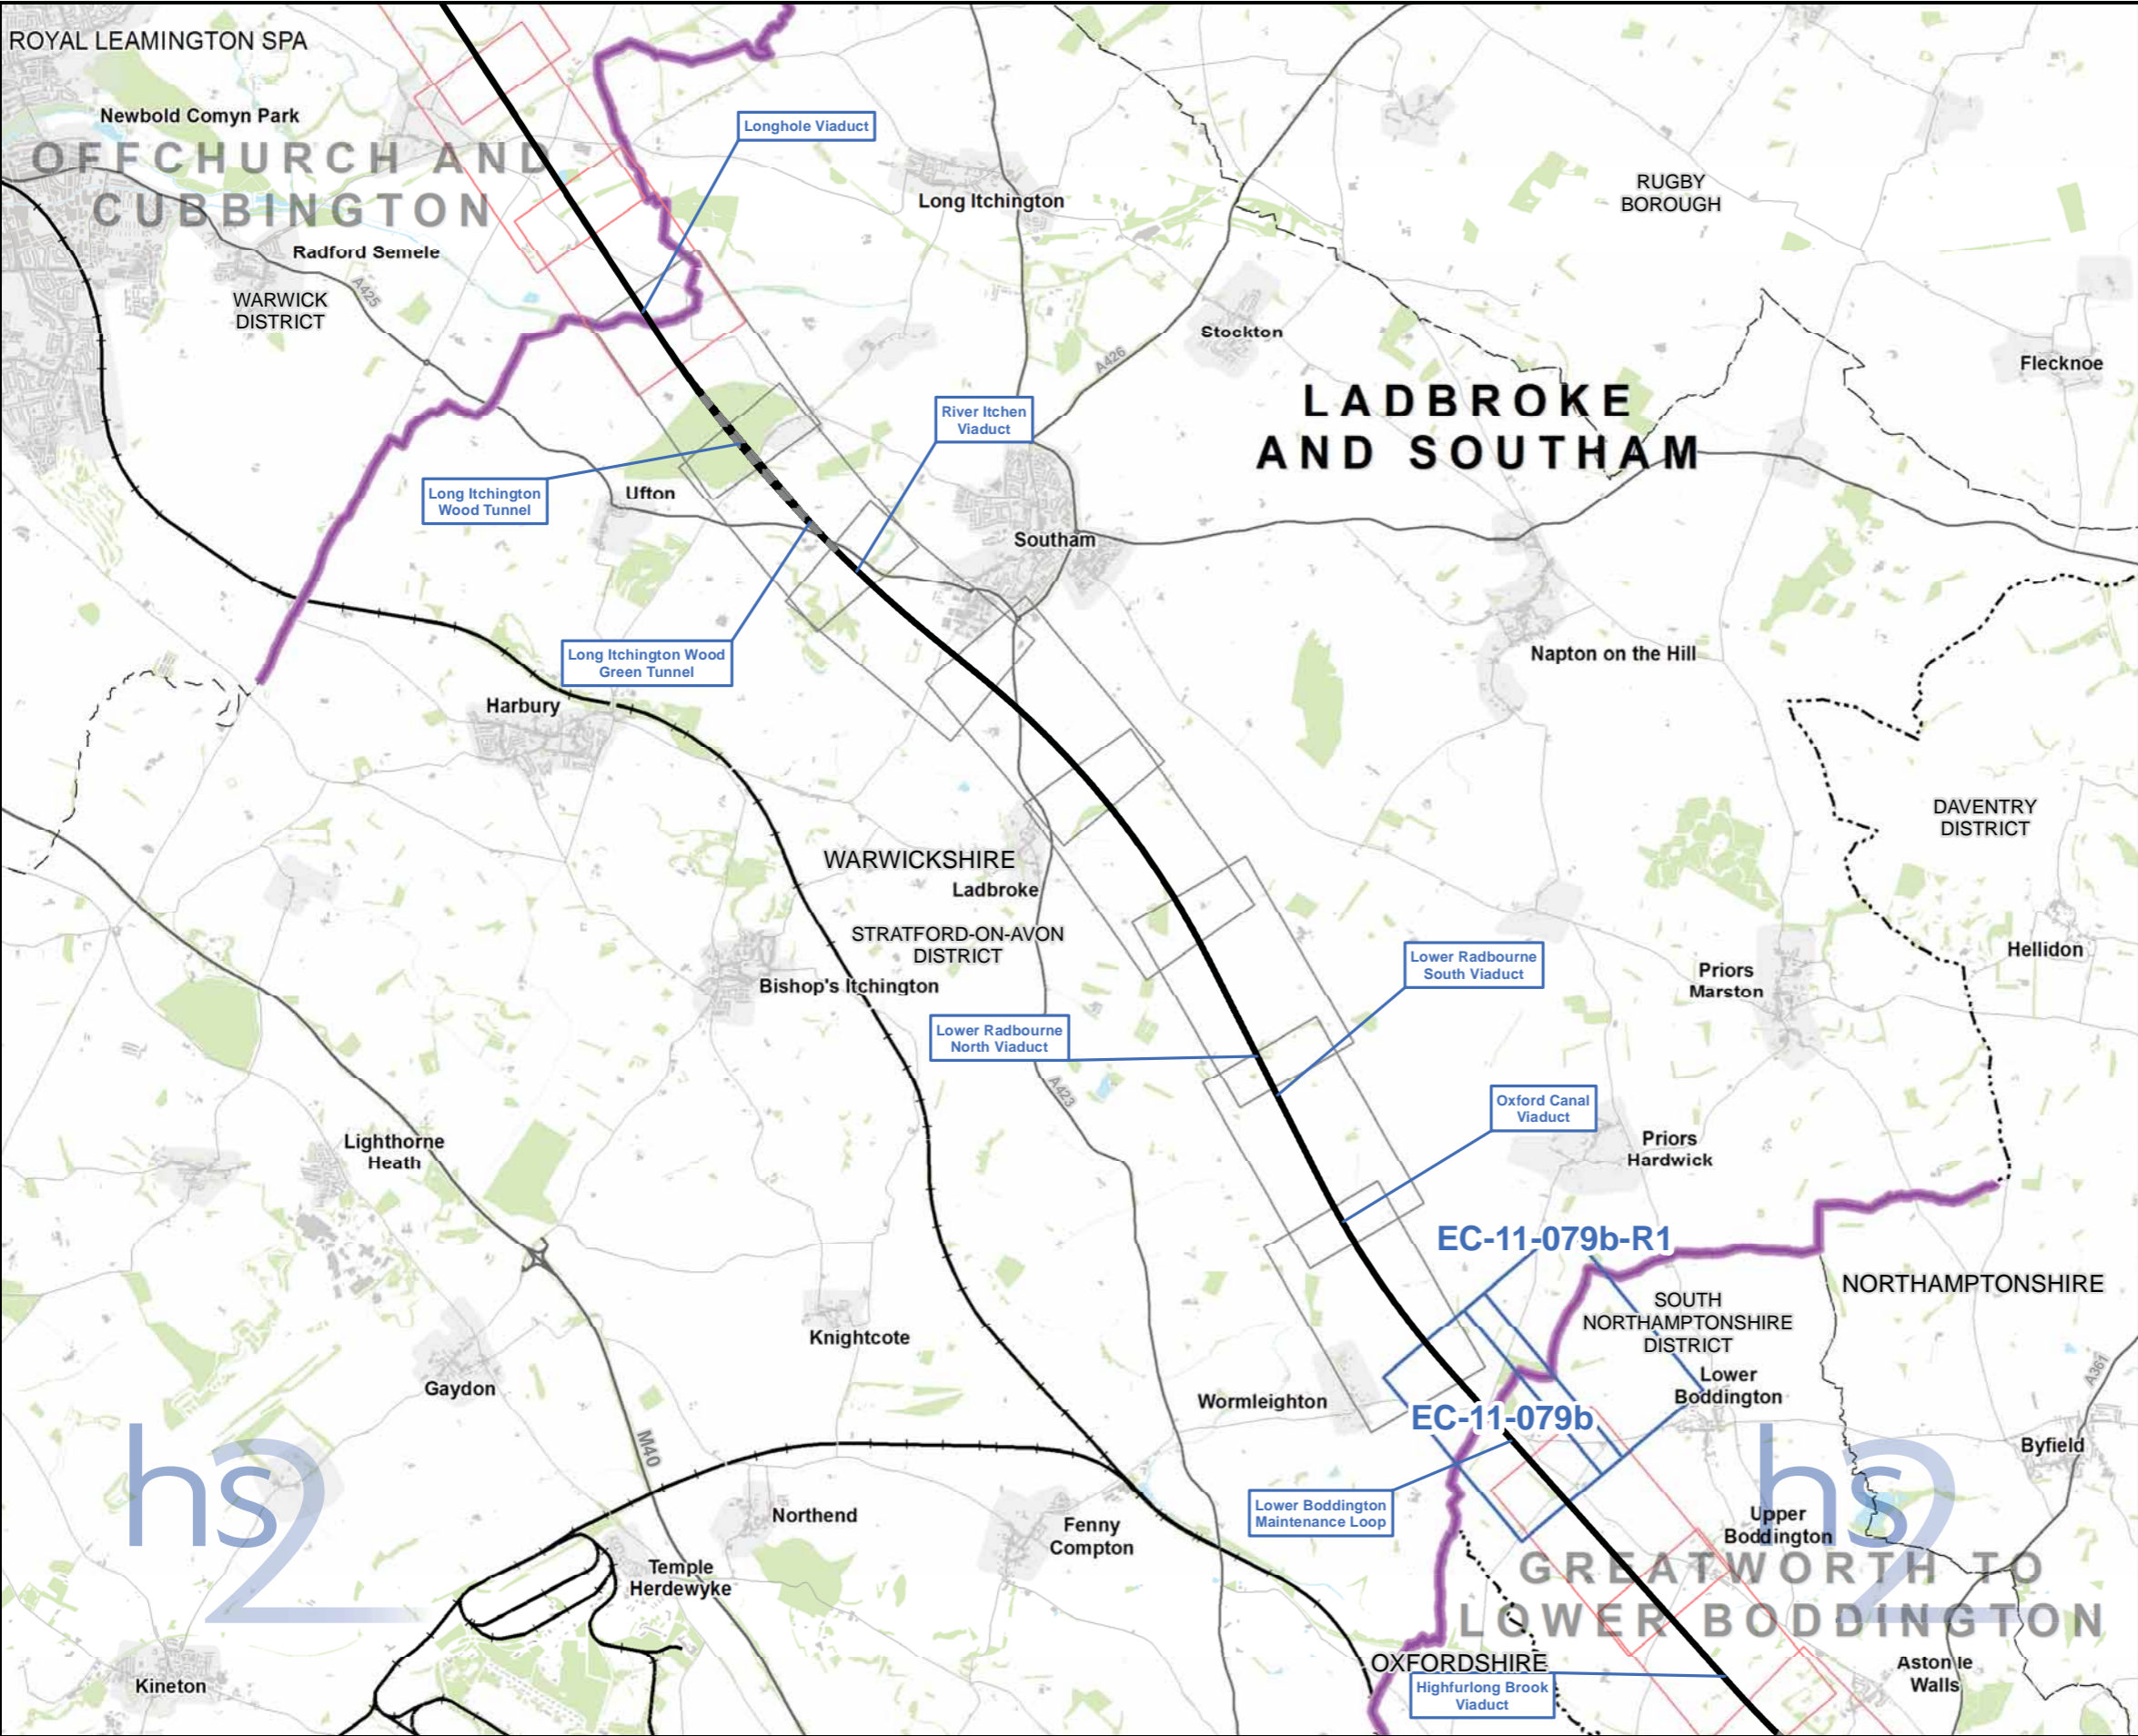 ROYAL LEAMINGTON SPA
Newbold Comyn Park
OFFCHURCH AND
CUBBINGTON
Longhole Viaduct
Long Itchington
RUGBY
BOROUGH
Radford Semele
A425
WARWICK
DISTRICT
Stockton
A426
Flecknoe
LADBROKE
AND SOUTHAM
River Itchen
Viaduct
Long Itchington
Wood Tunnel
Ufton
Southam
Long Itchington Wood
Green Tunnel
Napton on the Hill
Harbury
DAVENTRY
DISTRICT
WARWICKSHIRE
Ladbroke
STRATFORD-ON-AVON
DISTRICT
Bishop's Itchington
Lower Radbourne
South Viaduct
Priors
Marston
Hellidon
Lower Radbourne
North Viaduct
A423
Oxford Canal
Viaduct
Lighthorne
Heath
Priors
Hardwick
EC-11-079b-R1
NORTHAMPTONSHIRE
SOUTH
NORTHAMPTONSHIRE
DISTRICT
Knightcote
Gaydon
Wormleighton
Lower
Boddington
A361
EC-11-079b
Byfield
M40
hs2
hs2
Lower Boddington
Maintenance Loop
Northend
Fenny
Compton
Upper
Boddington
Temple
Herdewyke
GREATWORTH TO
LOWER BODDINGTON
OXFORDSHIRE
Highfurlong Brook
Viaduct
Aston le
Walls
Kineton